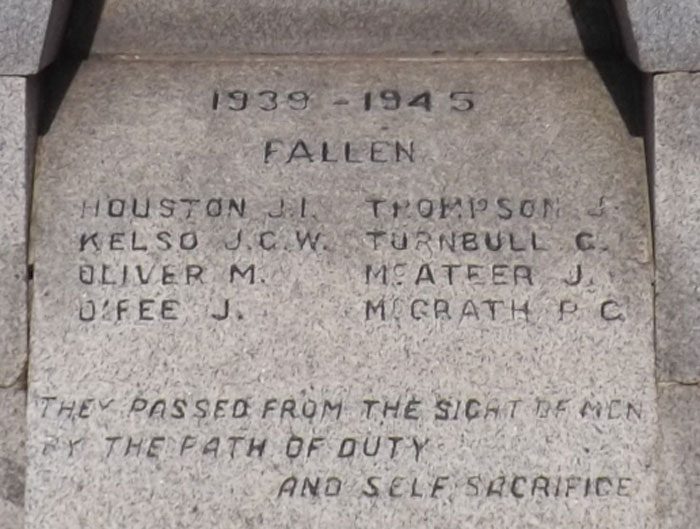 1939 - 1945
FALLEN
HOUSTON J.I. THOMPSON J.
KELSO J.C.W. TURNBULL C.
OLIVER M. McATEER J.
O'FEE J. McGRATH P C
THEY PASSED FROM THE SIGHT OF MEN
BY THE PATH OF DUTY
AND SELF SACRIFICE